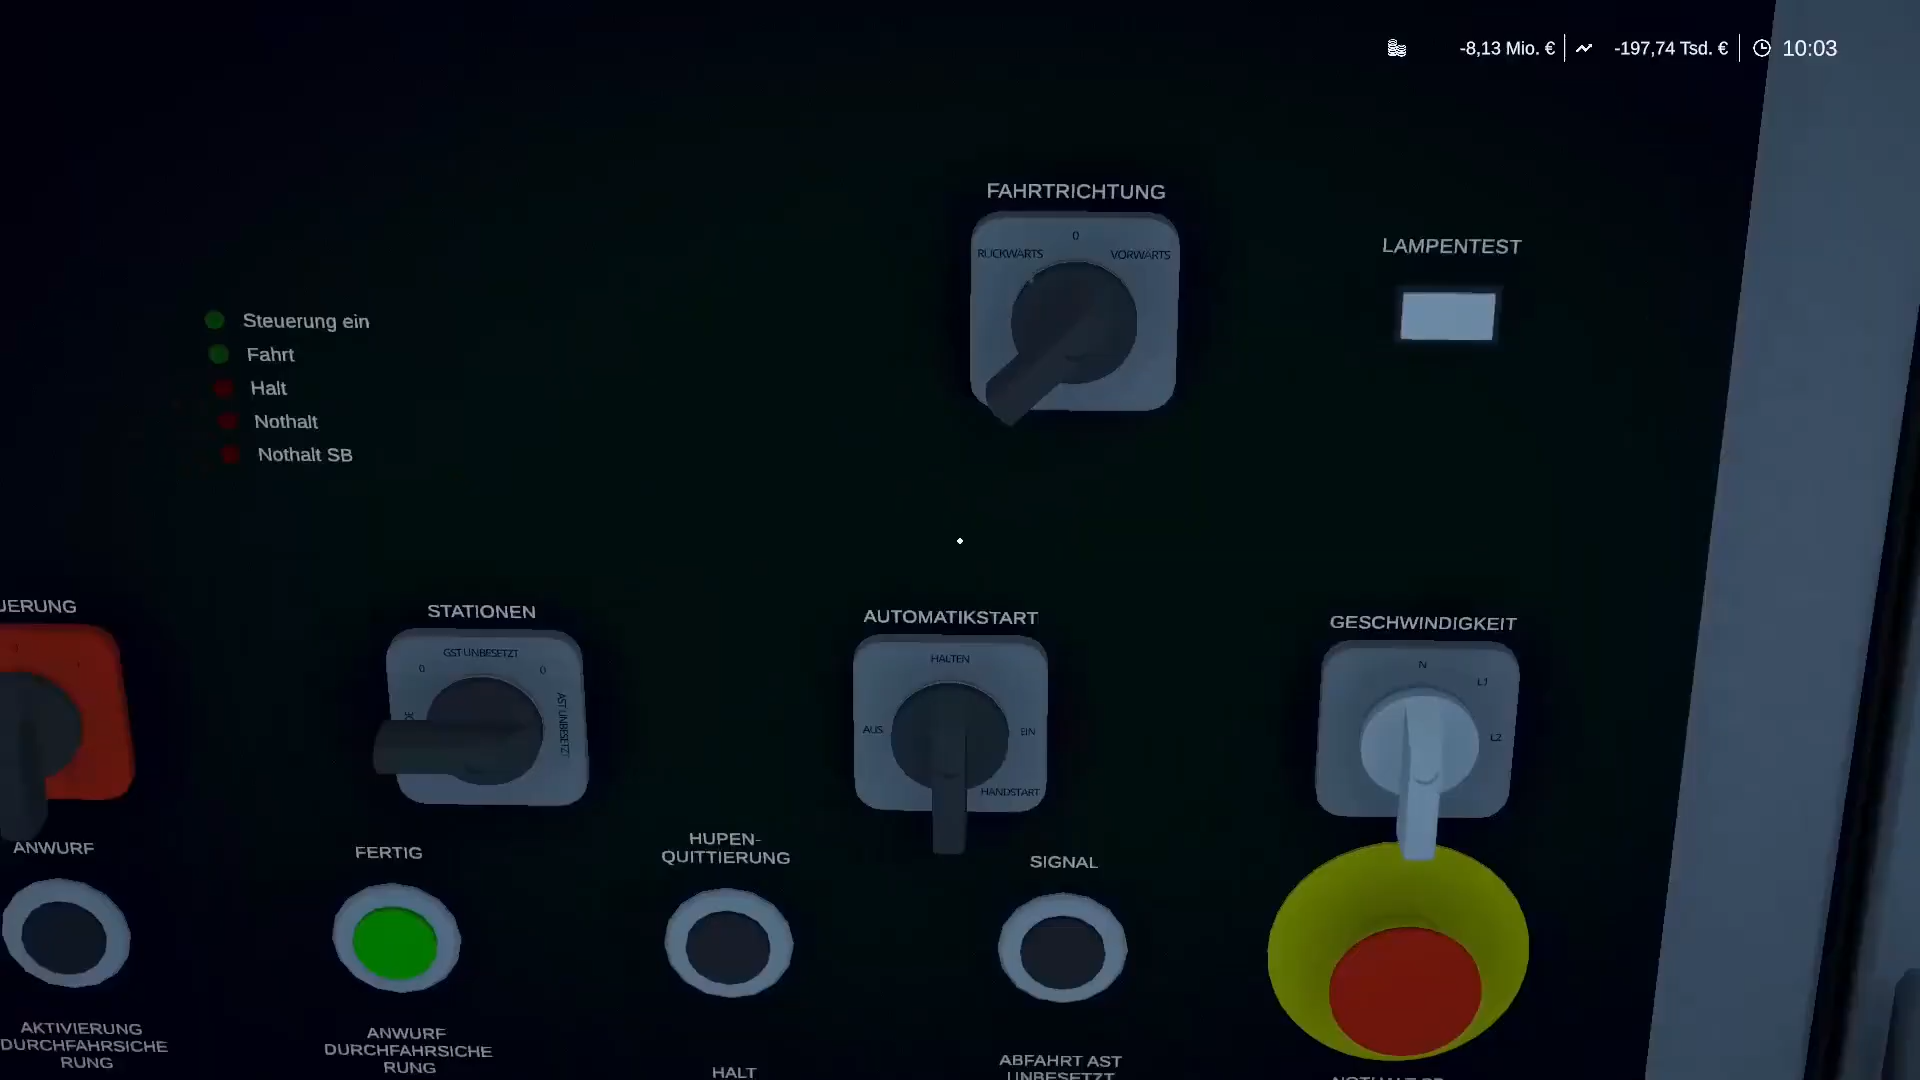 -8,13 Mio. € -197,74 Tsd. € 10:03
FAHRTRICHTUNG
0
RÜCKWÄRTS VORWÄRTS
LAMPENTEST
Steuerung ein
Fahrt
Halt
Nothalt
Nothalt SB
UERUNG
STATIONEN
GST UNBESETZT
0 0
AST UNBESETZT
AUTOMATIKSTART
HALTEN
AUS EIN
HANDSTART
GESCHWINDIGKEIT
N
L1
L2
ANWURF
FERTIG
HUPEN-
QUITTIERUNG
SIGNAL
AKTIVIERUNG
DURCHFAHRSICHE
RUNG
ANWURF
DURCHFAHRSICHE
RUNG
HALT
ABFAHRT AST
UNBESETZT